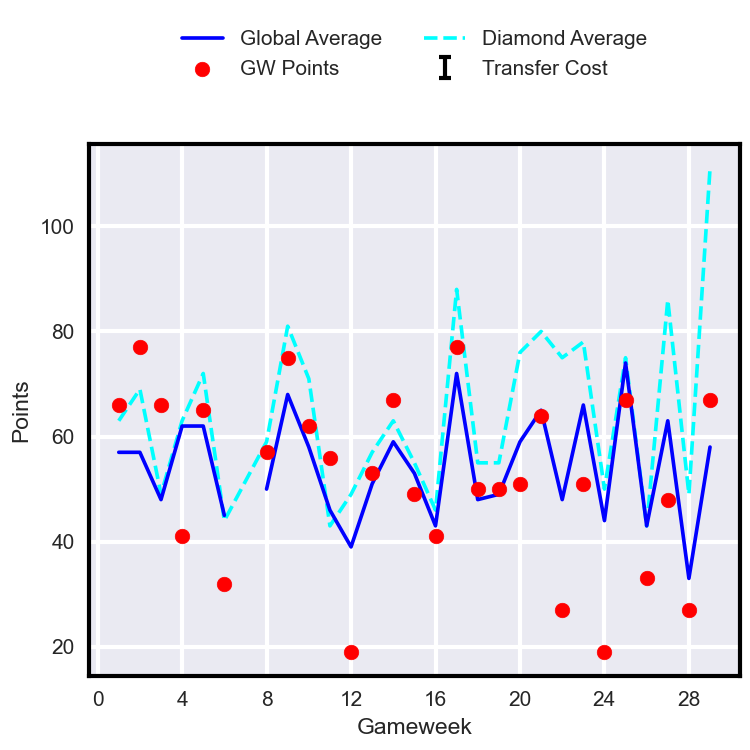 Global Average
Diamond Average
GW Points
Transfer Cost
100
80
60
40
20
Points
0 4 8 12 16 20 24 28
Gameweek